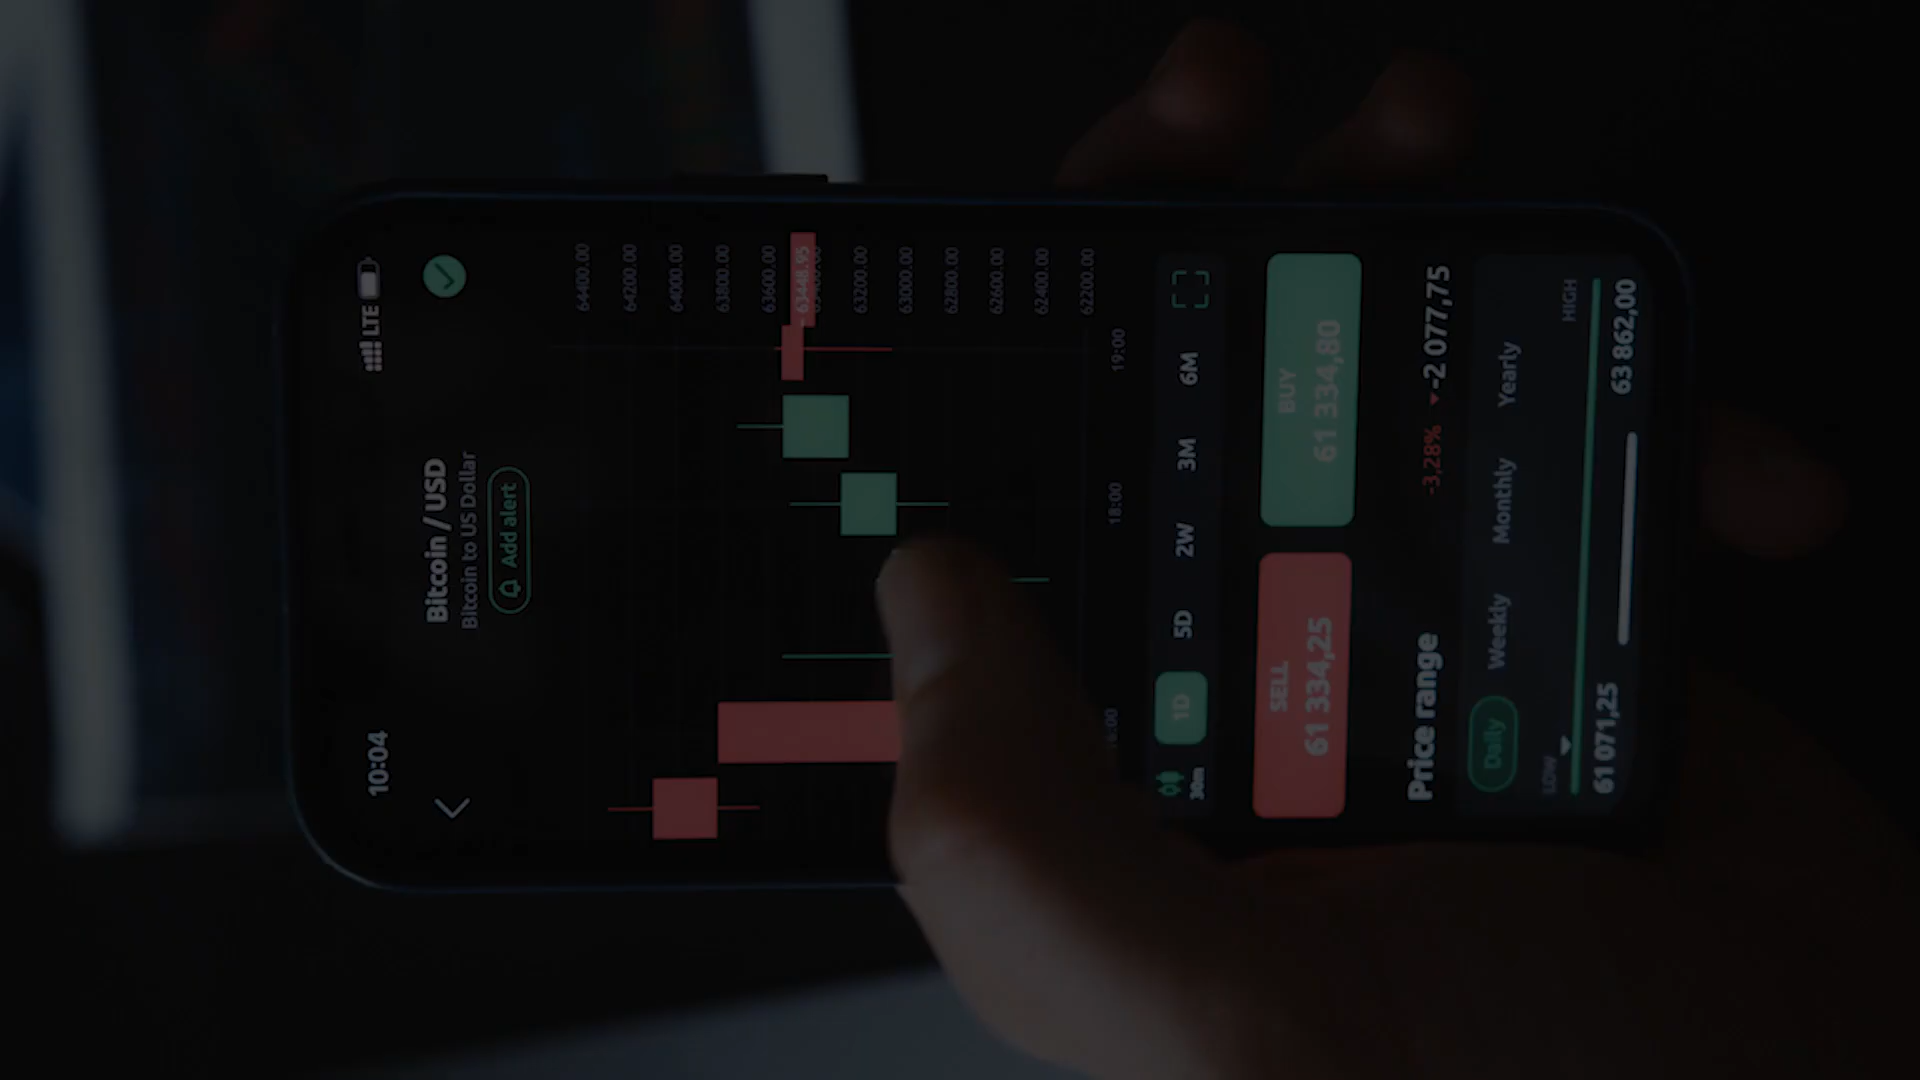 10:04
LTE
Bitcoin / USD
Bitcoin to US Dollar
Add alert
64400.00
64200.00
64000.00
63800.00
63600.00
63448.95
63200.00
63000.00
62800.00
62600.00
62400.00
62200.00
18:00 19:00
30m 1D 5D 2W 3M 6M
SELL
61 334,25
BUY
61 334,80
Price range -3,28% -2 077,75
Daily Weekly Monthly Yearly
LOW HIGH
61 071,25 63 862,00